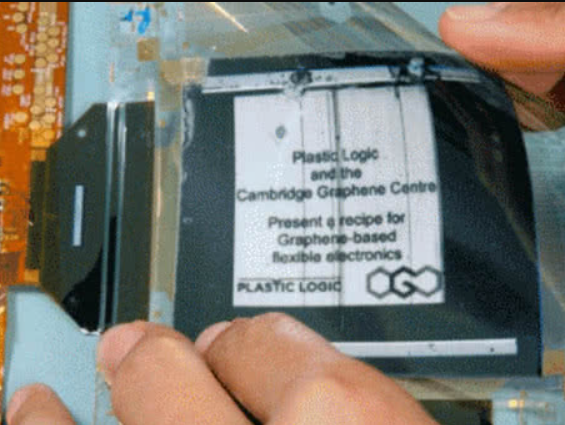 Plastic Logic
and the
Cambridge Graphene Centre
Present a recipe for
Graphene-based
flexible electronics
PLASTIC LOGIC